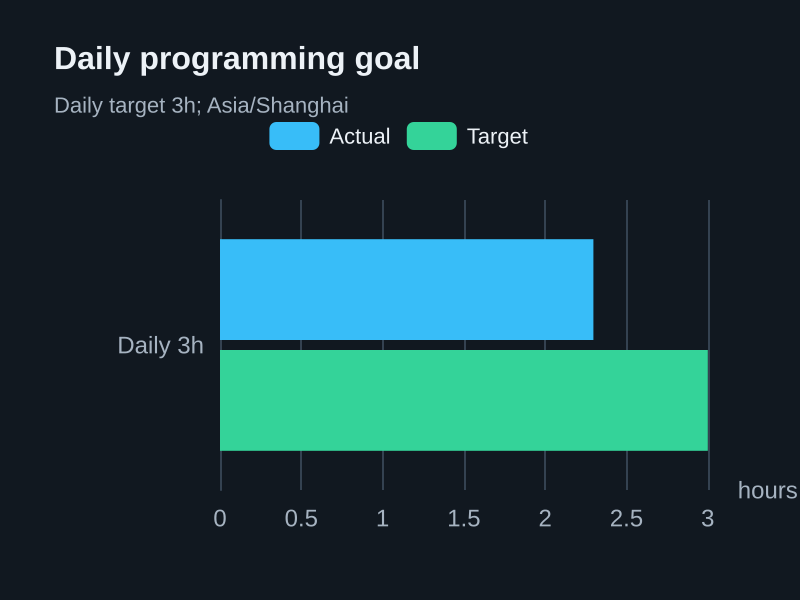 Daily programming goal
Daily target 3h; Asia/Shanghai
Actual Target
Daily 3h
hours
0 0.5 1 1.5 2 2.5 3